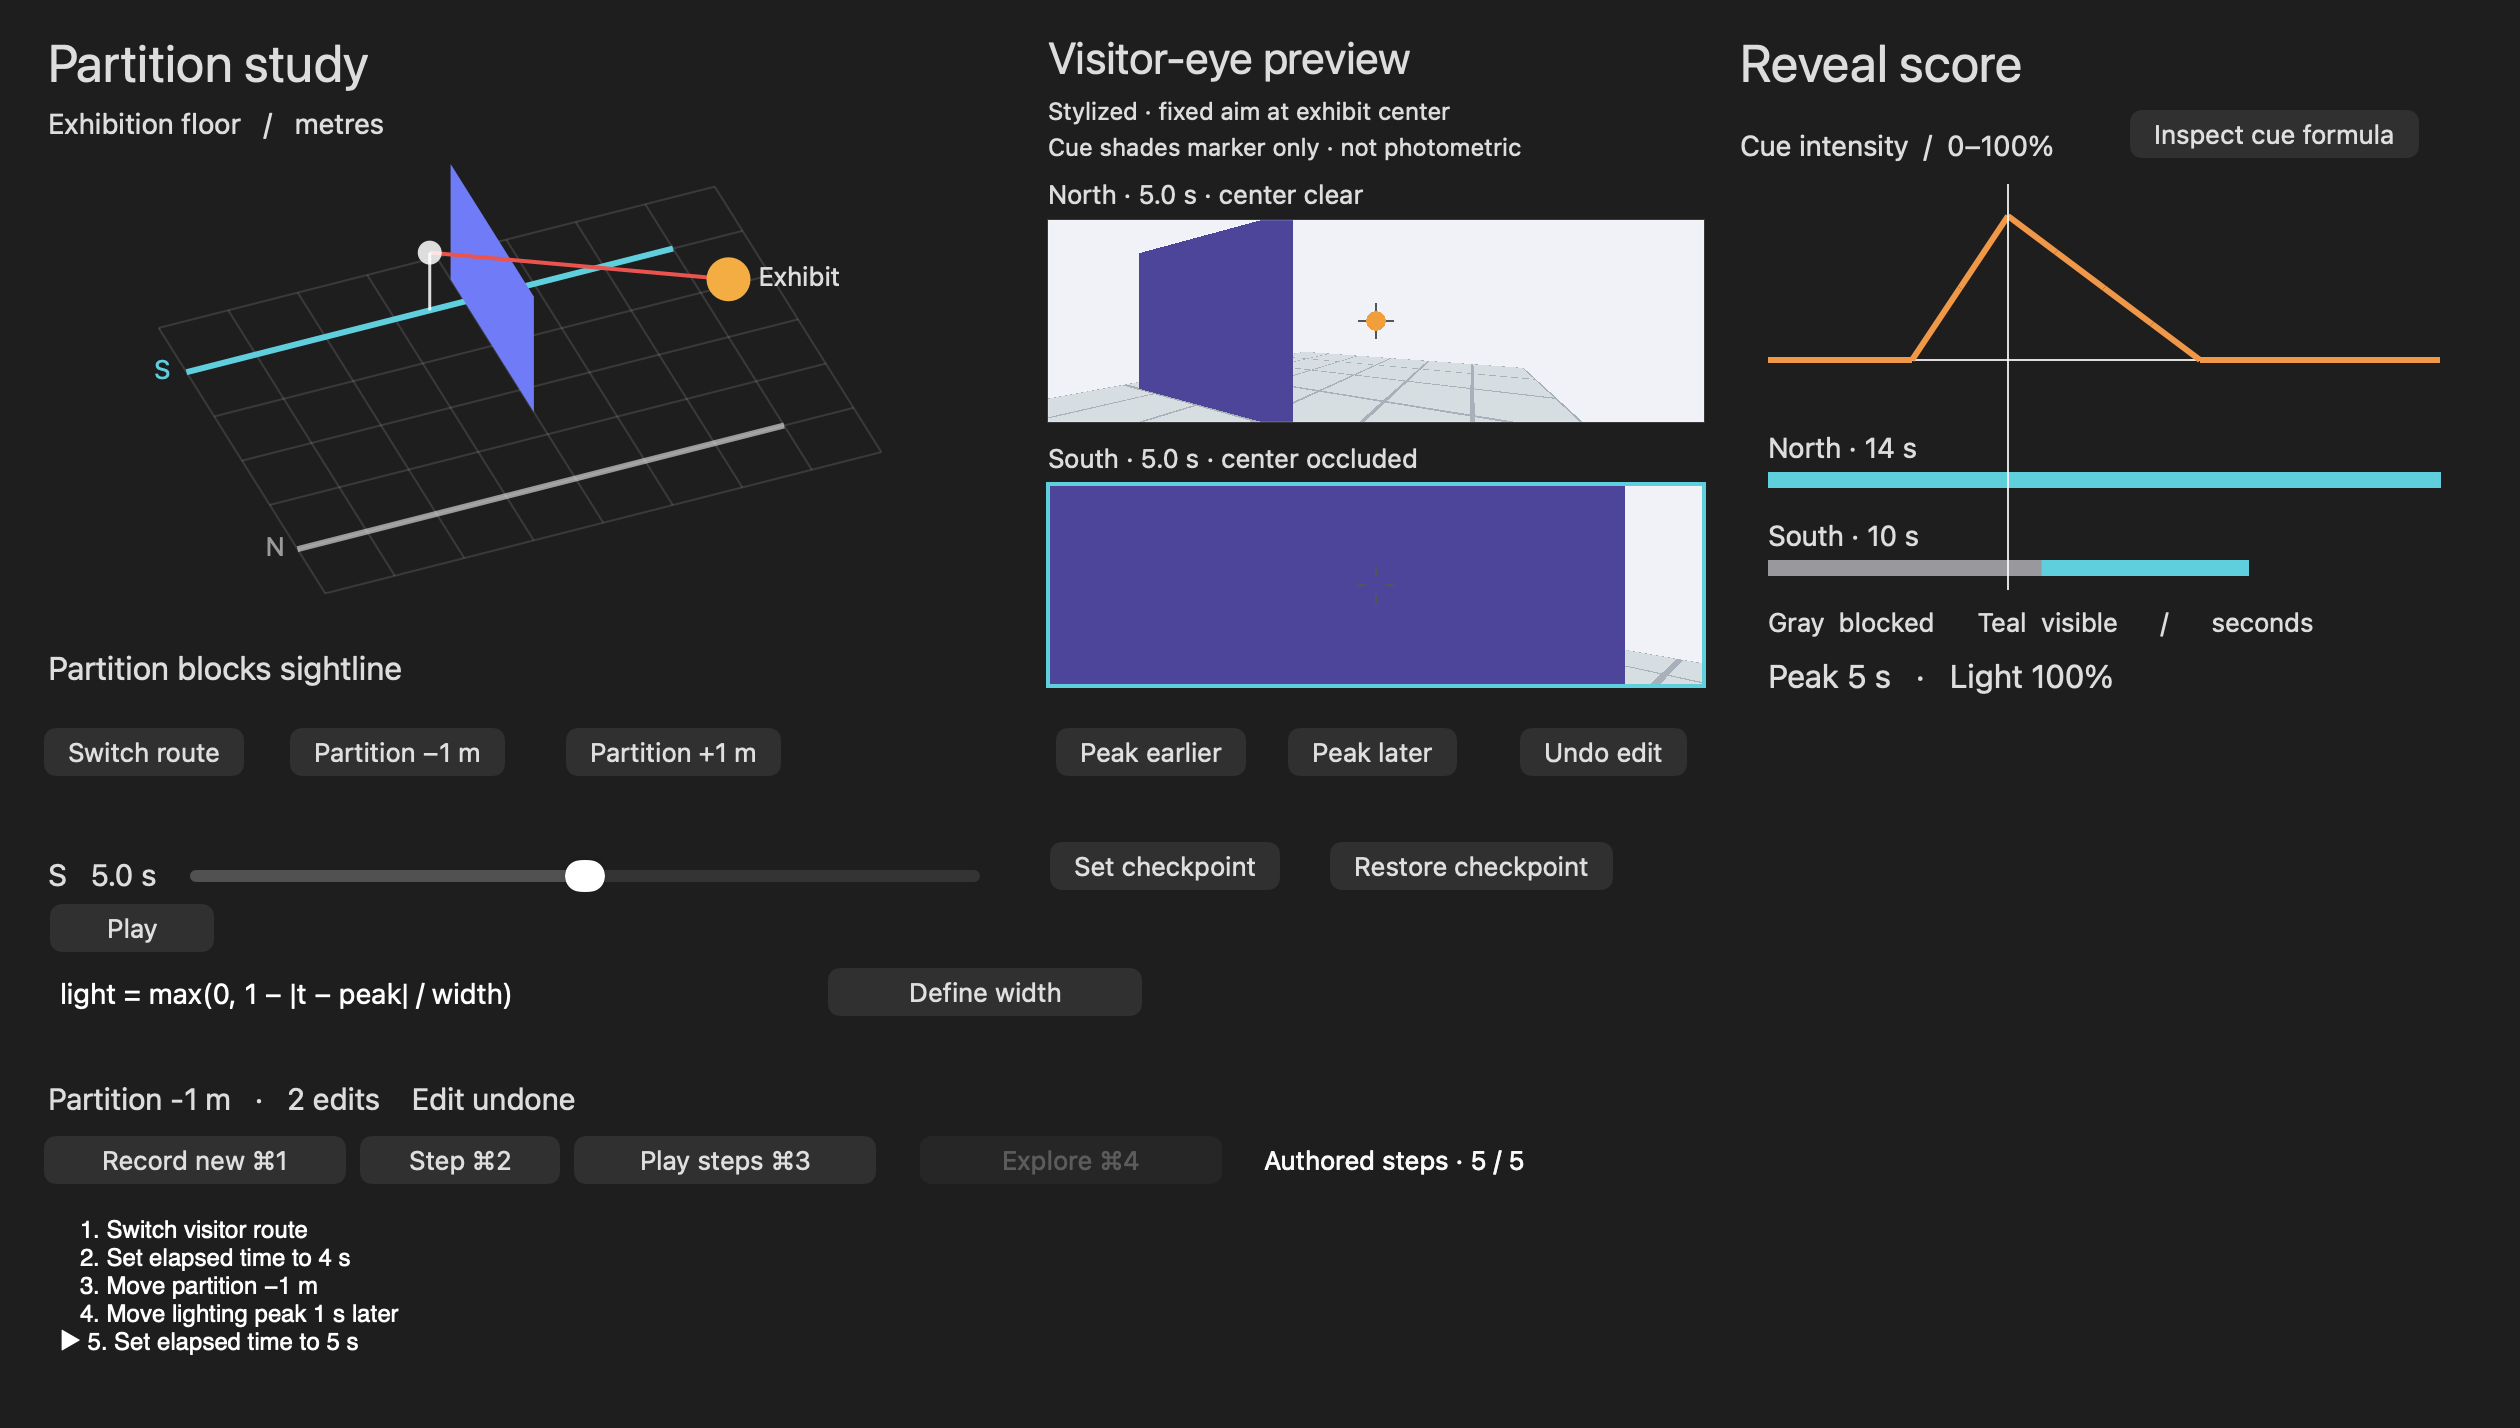 Partition study
Exhibition floor / metres
Exhibit
S
N
Partition blocks sightline
Switch route
Partition −1 m
Partition +1 m
S 5.0 s
Play
light = max(0, 1 − |t − peak| / width)
Define width
Visitor-eye preview
Stylized · fixed aim at exhibit center
Cue shades marker only · not photometric
North · 5.0 s · center clear
South · 5.0 s · center occluded
Peak earlier
Peak later
Undo edit
Set checkpoint
Restore checkpoint
Reveal score
Cue intensity / 0–100%
Inspect cue formula
North · 14 s
South · 10 s
Gray blocked Teal visible / seconds
Peak 5 s · Light 100%
Partition -1 m · 2 edits Edit undone
Record new ⌘1
Step ⌘2
Play steps ⌘3
Explore ⌘4
Authored steps · 5 / 5
1. Switch visitor route
2. Set elapsed time to 4 s
3. Move partition −1 m
4. Move lighting peak 1 s later
▶ 5. Set elapsed time to 5 s